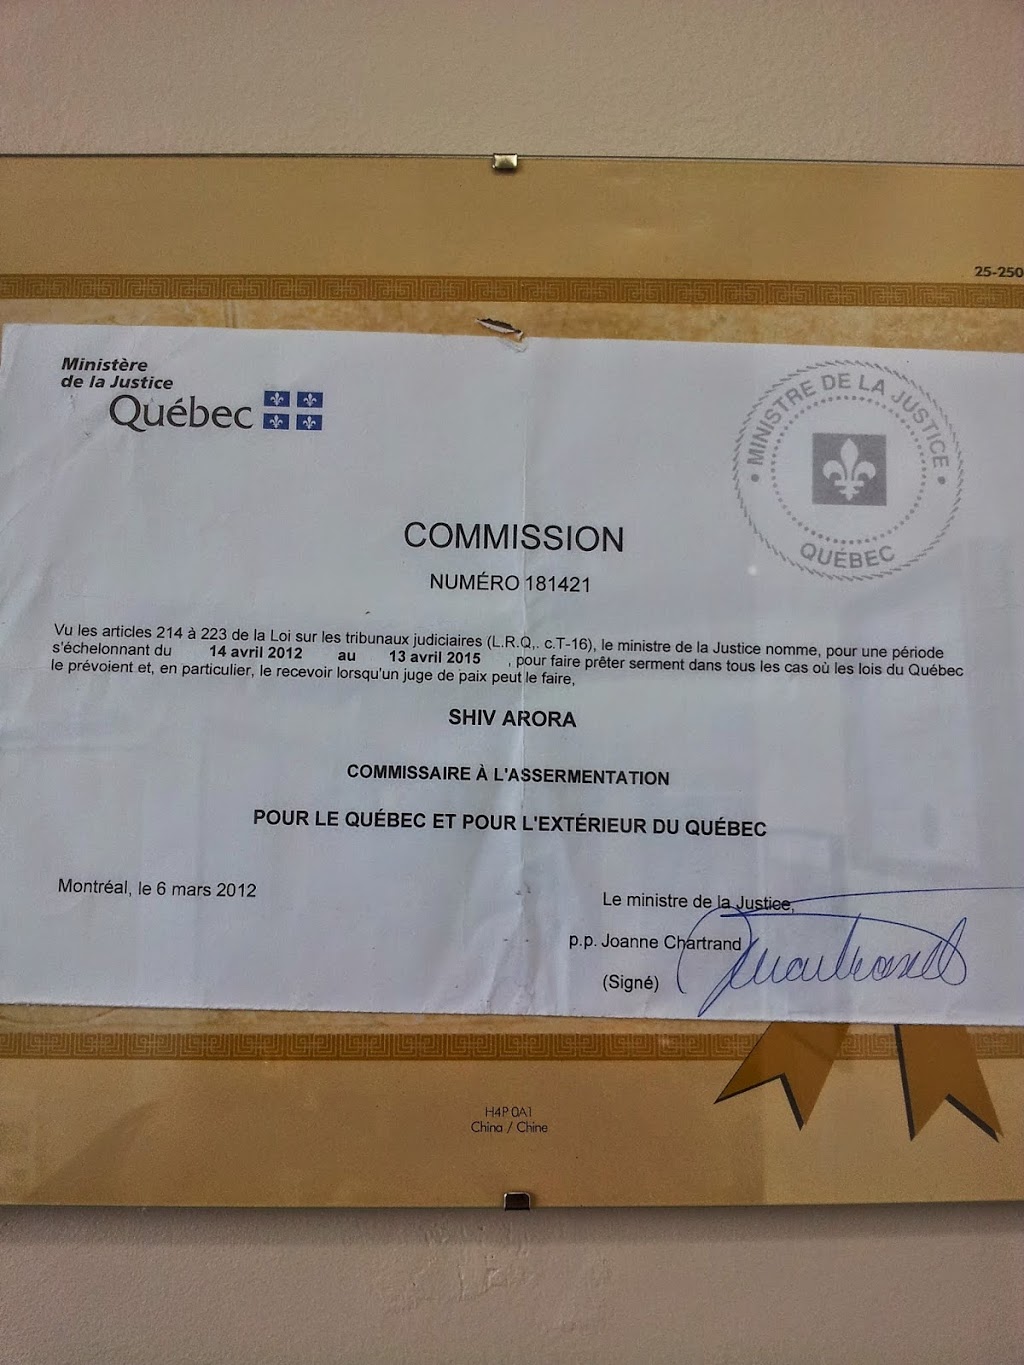 25-250
Ministère
de la Justice
Québec
MINISTRE DE LA JUSTICE
QUÉBEC
COMMISSION
NUMÉRO 181421
Vu les articles 214 à 223 de la Loi sur les tribunaux judiciaires (L.R.Q,. c.T-16), le ministre de la Justice nomme, pour une période
s'échelonnant du 14 avril 2012 au 13 avril 2015 , pour faire prêter serment dans tous les cas où les lois du Québec
le prévoient et, en particulier, le recevoir lorsqu'un juge de paix peut le faire,
SHIV ARORA
COMMISSAIRE À L'ASSERMENTATION
POUR LE QUÉBEC ET POUR L'EXTÉRIEUR DU QUÉBEC
Montréal, le 6 mars 2012
Le ministre de la Justice,
p.p. Joanne Chartrand
(Signé)
H4P 0A1
China / Chine